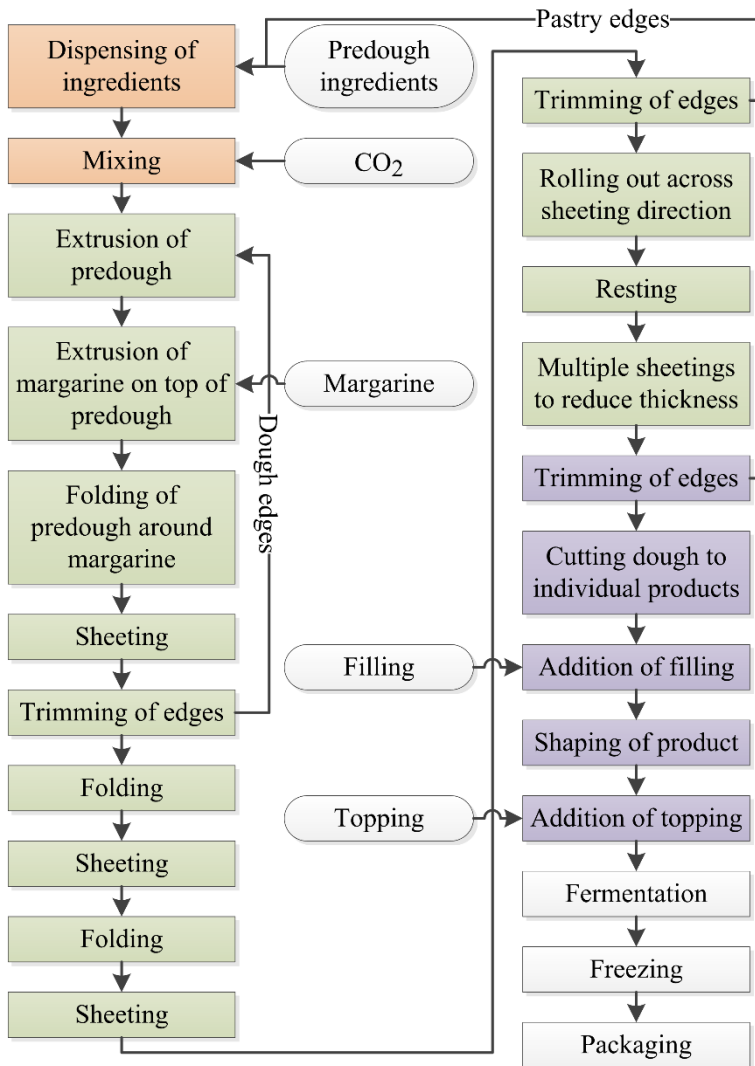 Pastry edges
Dispensing of
ingredients
Predough
ingredients
Mixing
CO2
Extrusion of
predough
Extrusion of
margarine on top of
predough
Margarine
Dough edges
Folding of
predough around
margarine
Sheeting
Trimming of edges
Folding
Sheeting
Folding
Sheeting
Trimming of edges
Rolling out across
sheeting direction
Resting
Multiple sheetings
to reduce thickness
Trimming of edges
Cutting dough to
individual products
Filling
Addition of filling
Shaping of product
Topping
Addition of topping
Fermentation
Freezing
Packaging